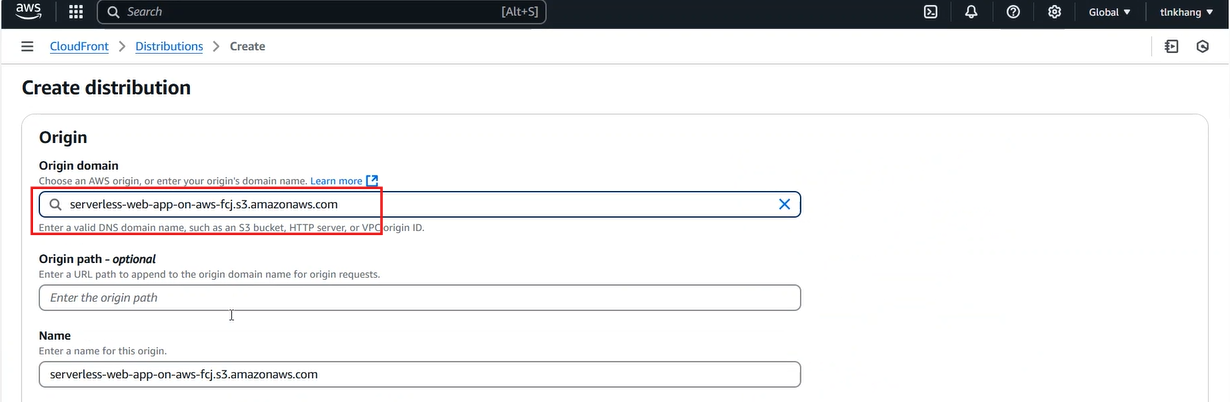 aws
Search [Alt+S] Global tlnkhang
CloudFront Distributions Create
Create distribution
Origin
Origin domain
Choose an AWS origin, or enter your origin's domain name. Learn more
serverless-web-app-on-aws-fcj.s3.amazonaws.com
Enter a valid DNS domain name, such as an S3 bucket, HTTP server, or VPC origin ID.
Origin path - optional
Enter a URL path to append to the origin domain name for origin requests.
Enter the origin path
Name
Enter a name for this origin.
serverless-web-app-on-aws-fcj.s3.amazonaws.com